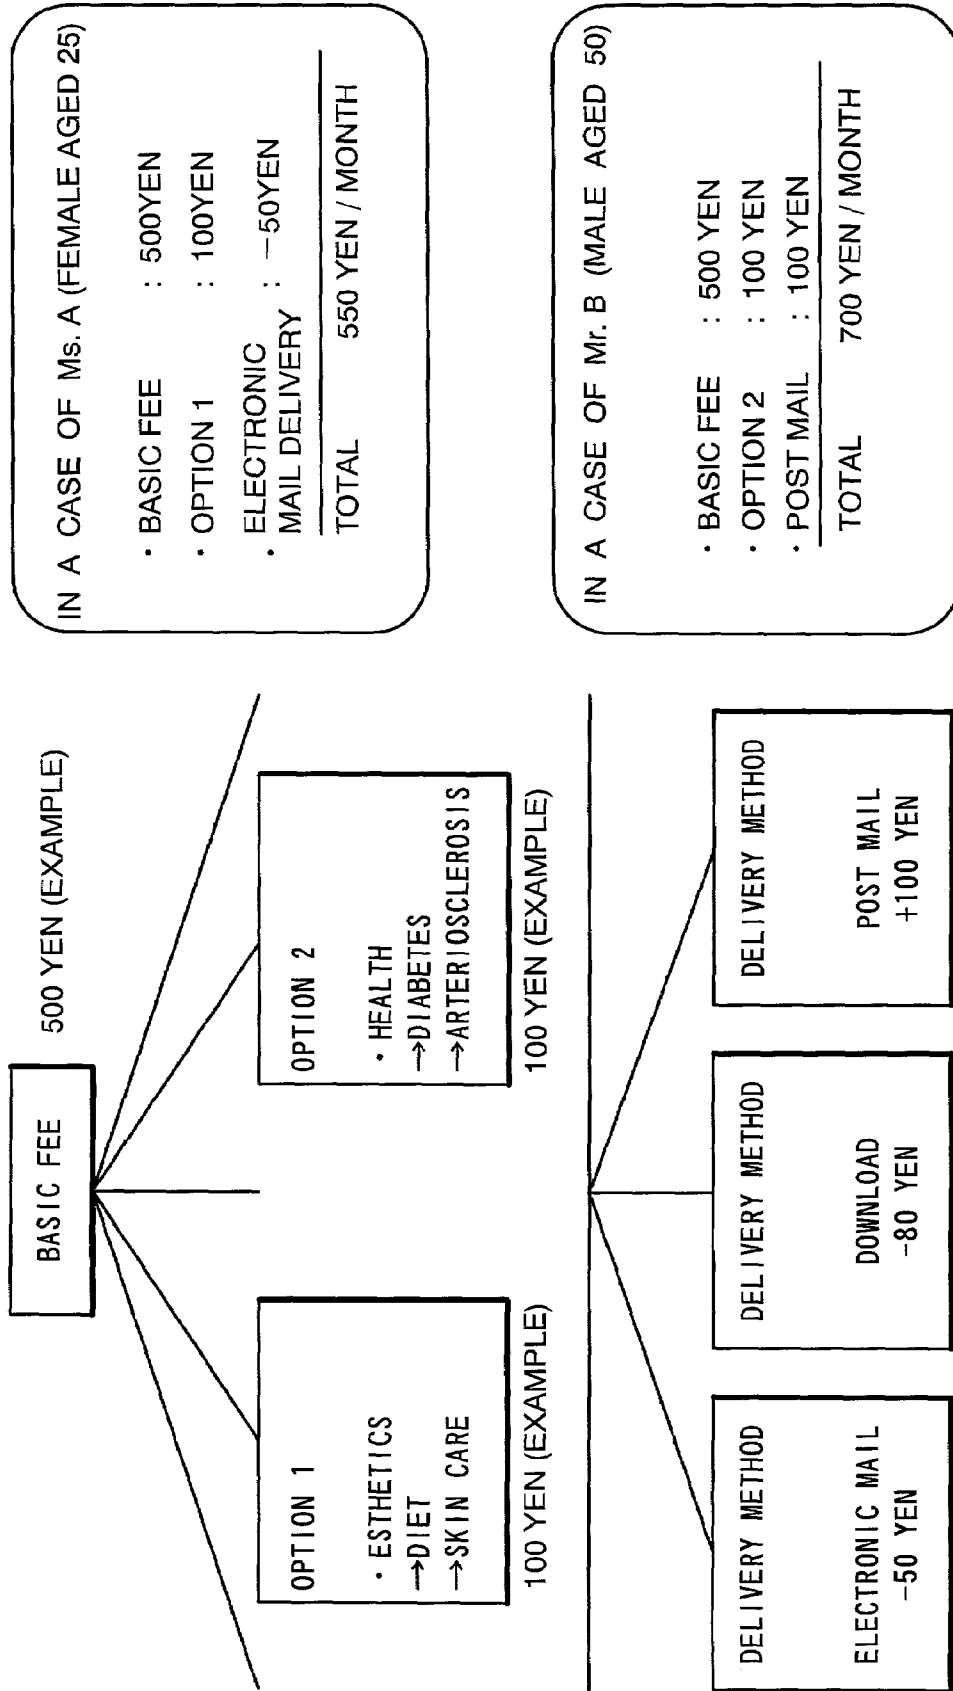 BASIC FEE
500 YEN (EXAMPLE)
OPTION 1
・ESTHETICS
→DIET
→SKIN CARE
100 YEN (EXAMPLE)
OPTION 2
・HEALTH
→DIABETES
→ARTERIOSCLEROSIS
100 YEN (EXAMPLE)
DELIVERY METHOD
ELECTRONIC MAIL
-50 YEN
DELIVERY METHOD
DOWNLOAD
-80 YEN
DELIVERY METHOD
POST MAIL
+100 YEN
IN A CASE OF Ms. A (FEMALE AGED 25)
・BASIC FEE : 500YEN
・OPTION 1 : 100YEN
・ELECTRONIC
MAIL DELIVERY : −50YEN
TOTAL 550 YEN / MONTH
IN A CASE OF Mr. B (MALE AGED 50)
・BASIC FEE : 500 YEN
・OPTION 2 : 100 YEN
・POST MAIL : 100 YEN
TOTAL 700 YEN / MONTH